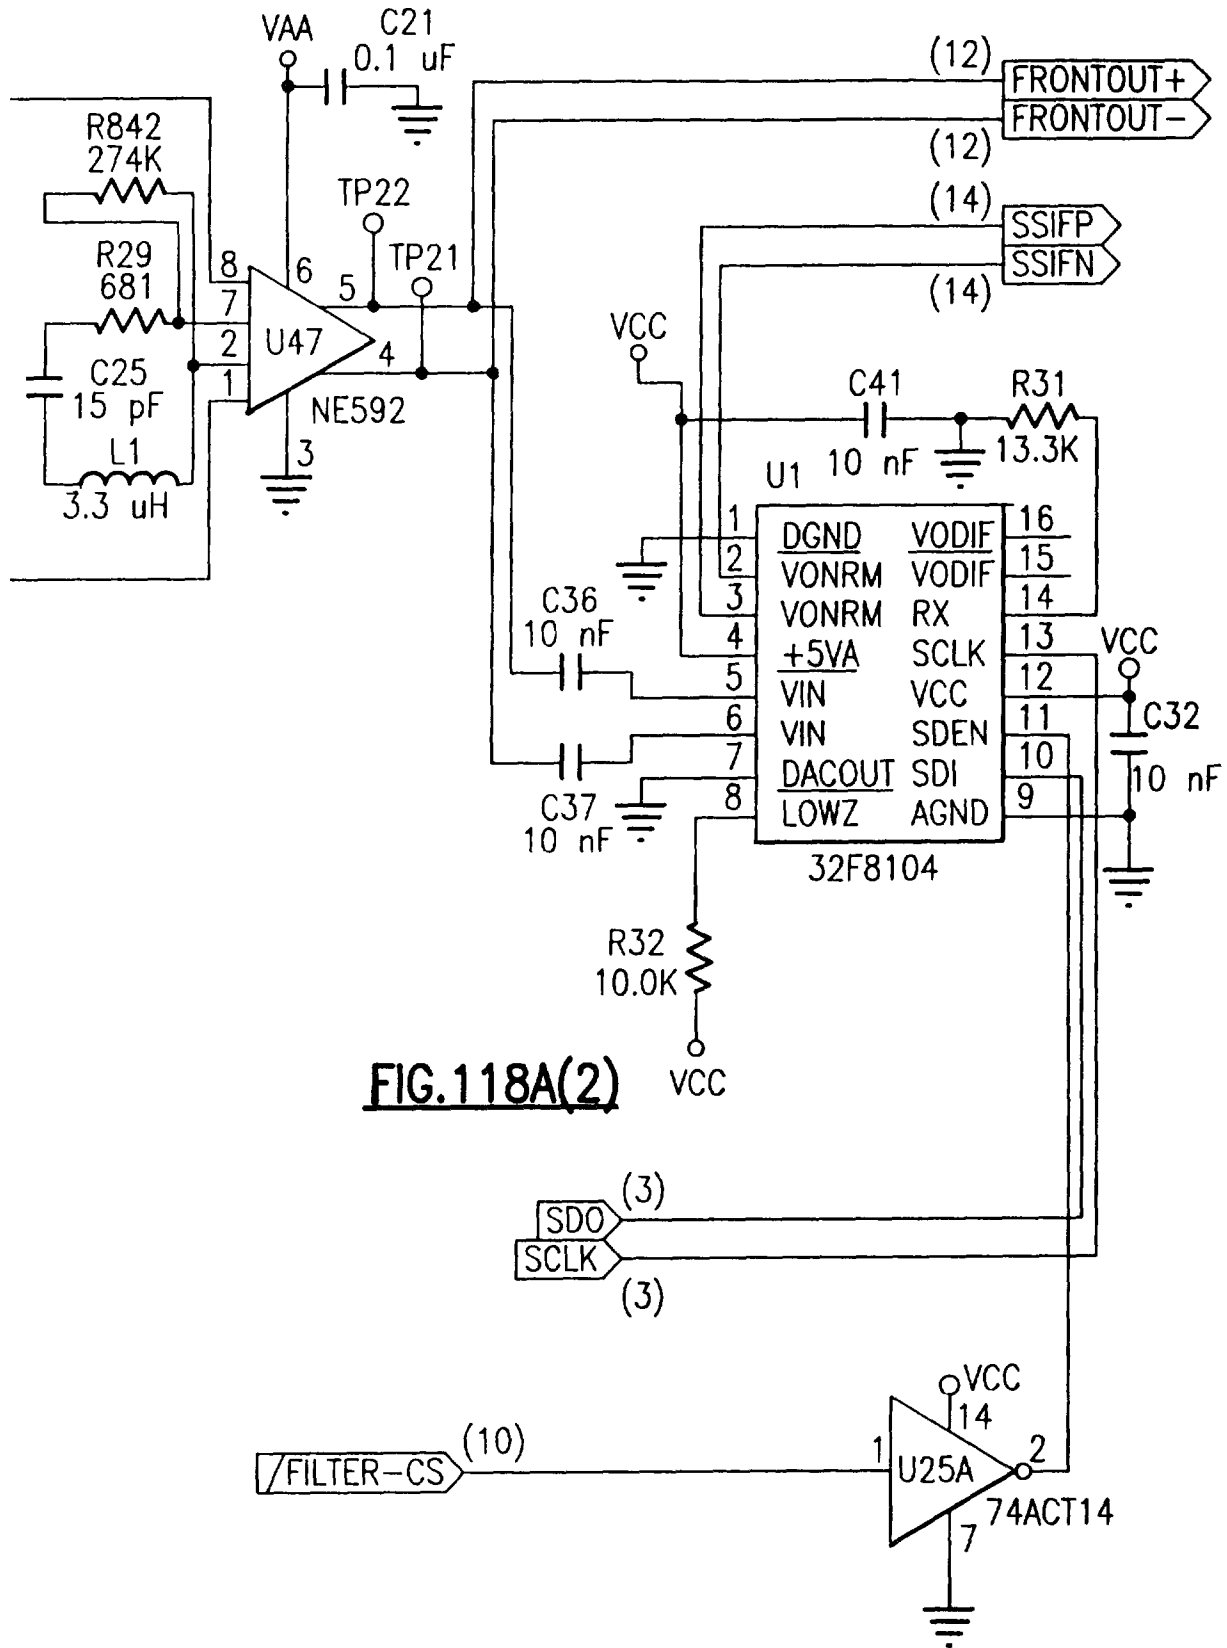 VAA
C21
0.1 uF
(12)
FRONTOUT+
FRONTOUT-
(12)
R842
274K
TP22
(14)
SSIFP
SSIFN
(14)
R29
681
8
7
2
1
6
5
TP21
U47
4
NE592
3
C25
15 pF
L1
3.3 uH
VCC
C41
10 nF
R31
13.3K
U1
1
2
3
4
5
6
7
8
DGND
VONRM
VONRM
+5VA
VIN
VIN
DACOUT
LOWZ
VODIF
VODIF
RX
SCLK
VCC
SDEN
SDI
AGND
16
15
14
13
12
11
10
9
32F8104
C36
10 nF
C37
10 nF
VCC
C32
10 nF
R32
10.0K
VCC
FIG.118A(2)
(3)
SDO
SCLK
(3)
VCC
14
/FILTER-CS
(10)
1
U25A
2
74ACT14
7